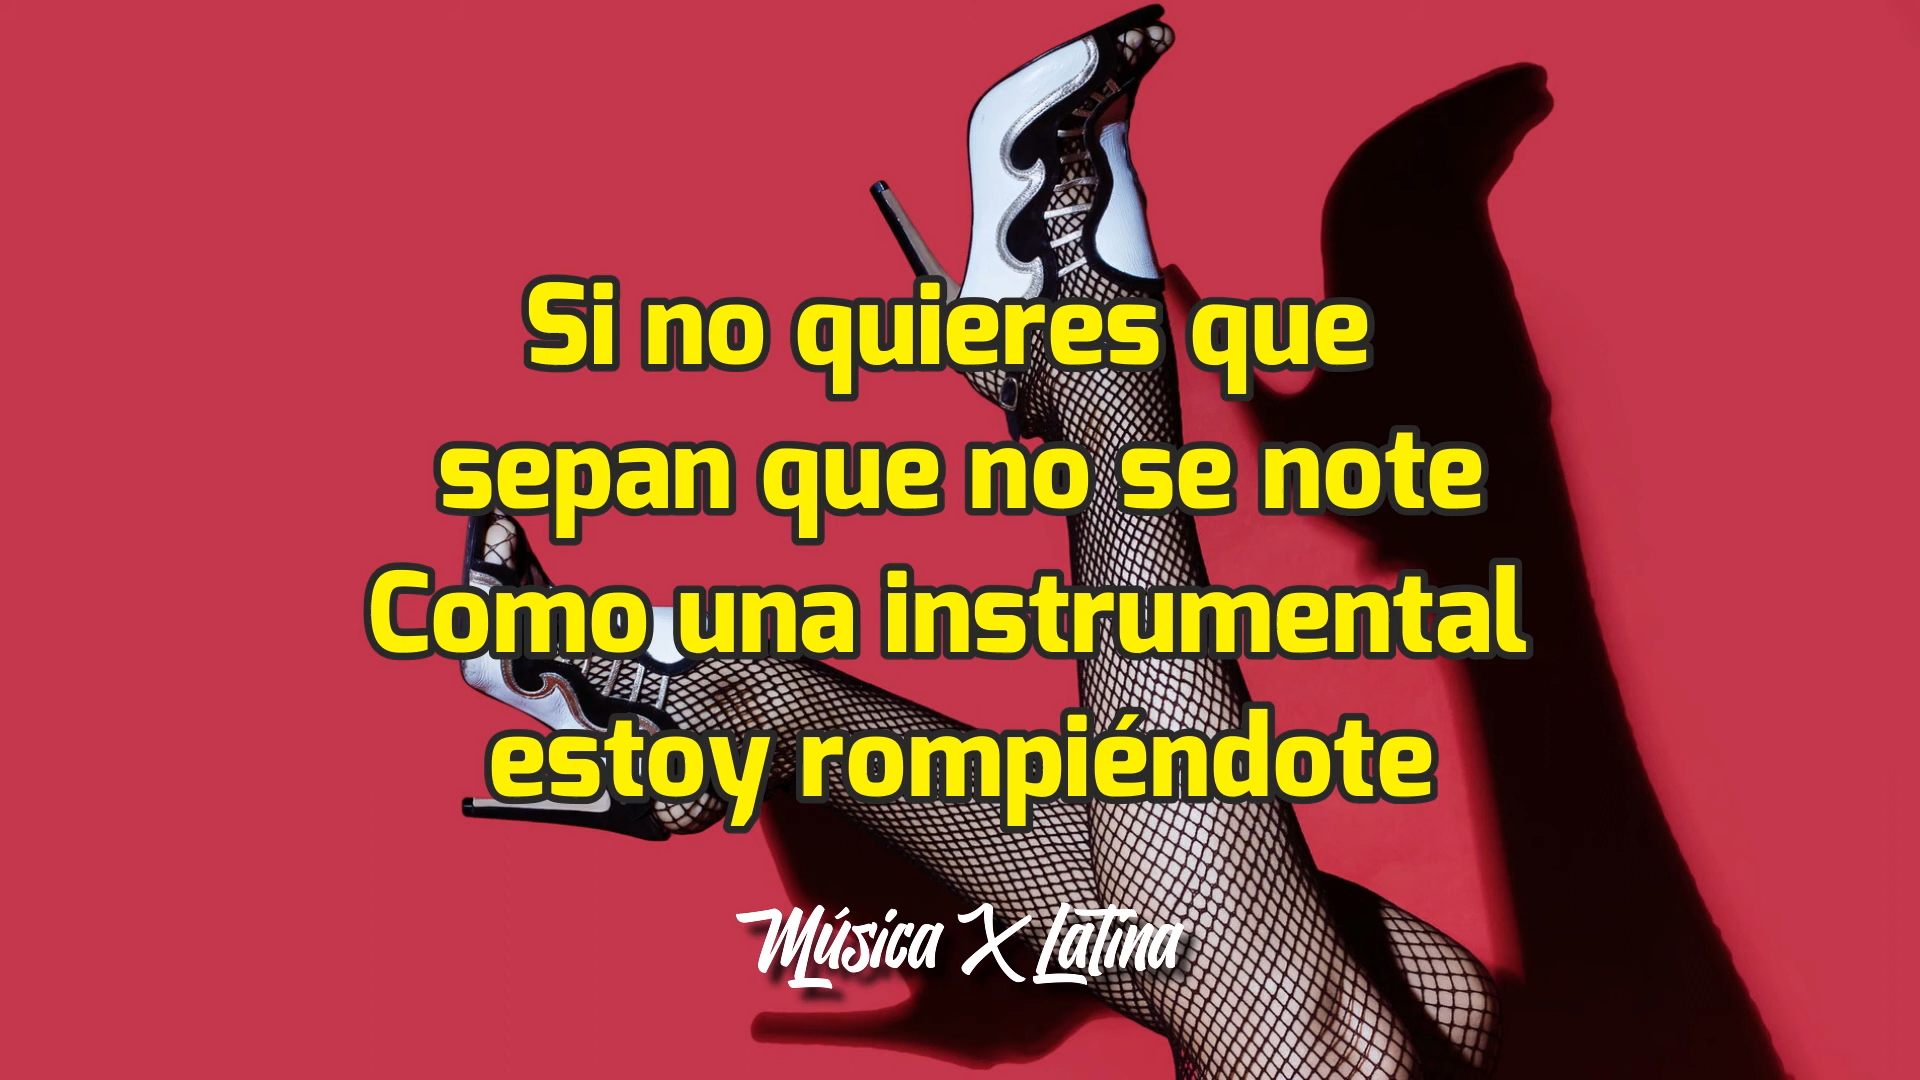 Si no quieres que
sepan que no se note
Como una instrumental
estoy rompiéndote
Música X Latina